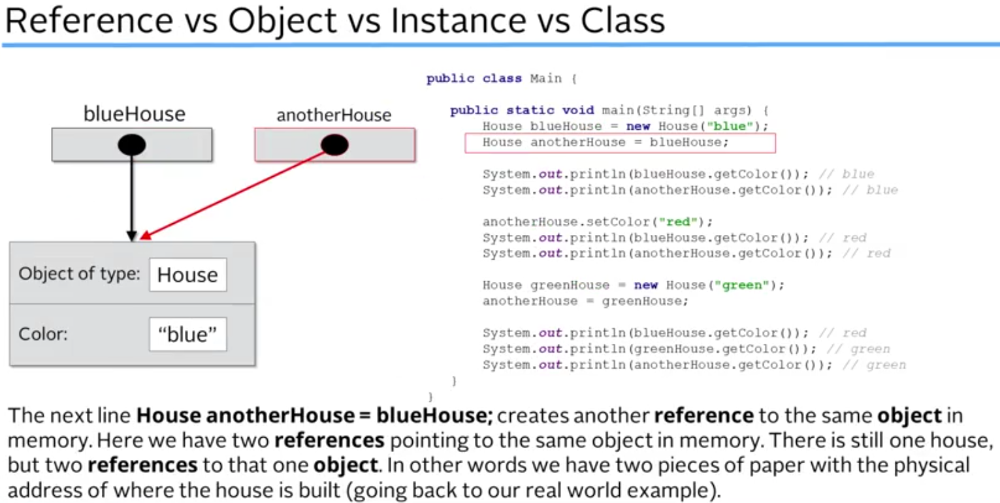 Reference vs Object vs Instance vs Class
blueHouse
anotherHouse
Object of type: House
Color: “blue”
public class Main {
public static void main(String[] args) {
House blueHouse = new House("blue");
House anotherHouse = blueHouse;
System.out.println(blueHouse.getColor()); // blue
System.out.println(anotherHouse.getColor()); // blue
anotherHouse.setColor("red");
System.out.println(blueHouse.getColor()); // red
System.out.println(anotherHouse.getColor()); // red
House greenHouse = new House("green");
anotherHouse = greenHouse;
System.out.println(blueHouse.getColor()); // red
System.out.println(greenHouse.getColor()); // green
System.out.println(anotherHouse.getColor()); // green
}
}
The next line House anotherHouse = blueHouse; creates another reference to the same object in
memory. Here we have two references pointing to the same object in memory. There is still one house,
but two references to that one object. In other words we have two pieces of paper with the physical
address of where the house is built (going back to our real world example).